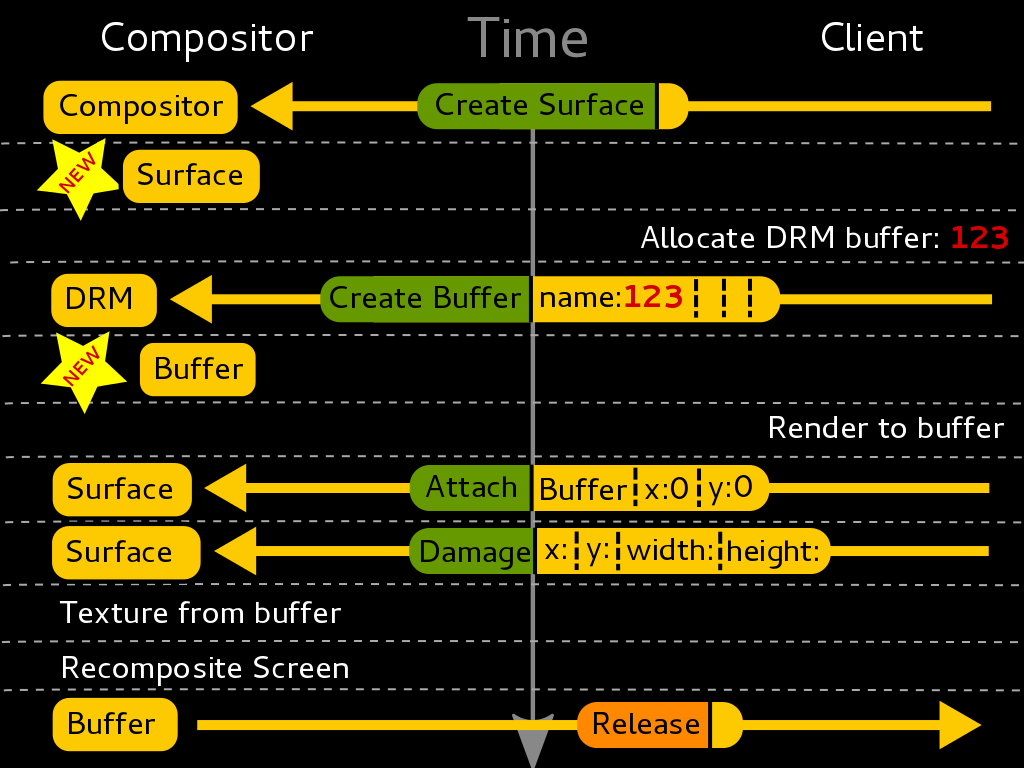 Compositor Time Client
Compositor Create Surface
NEW Surface
Allocate DRM buffer: 123
DRM Create Buffer name:123
NEW Buffer
Render to buffer
Surface Attach Buffer x:0 y:0
Surface Damage x: y: width: height:
Texture from buffer
Recomposite Screen
Buffer Release